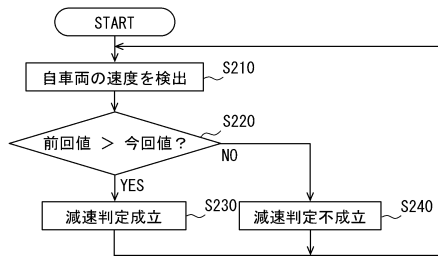 START
自車両の速度を検出
S210
前回値 > 今回値?
S220
NO
YES
減速判定成立
S230
減速判定不成立
S240